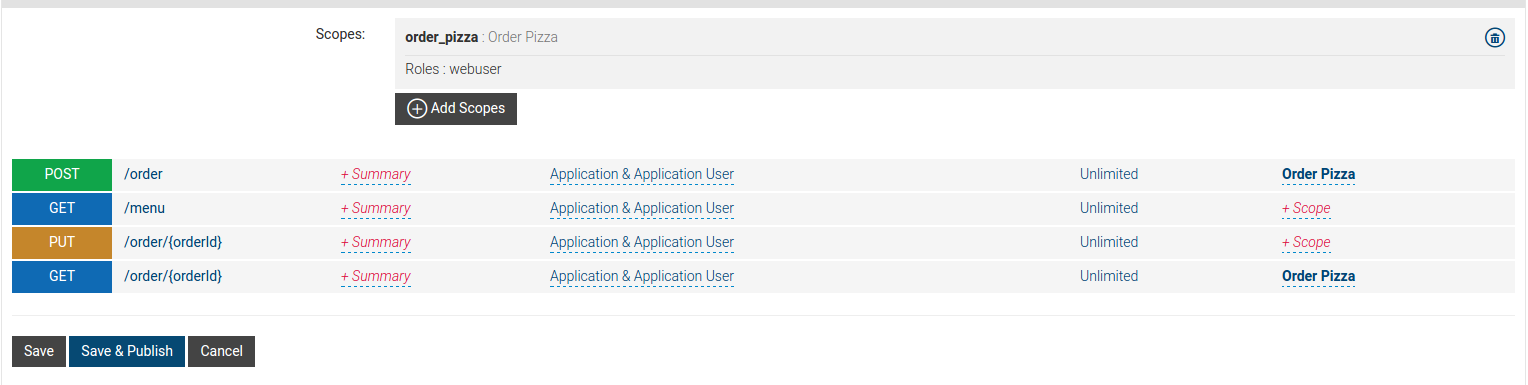 Scopes: order_pizza : Order Pizza
Roles : webuser
Add Scopes
POST /order + Summary Application & Application User Unlimited Order Pizza
GET /menu + Summary Application & Application User Unlimited + Scope
PUT /order/{orderId} + Summary Application & Application User Unlimited + Scope
GET /order/{orderId} + Summary Application & Application User Unlimited Order Pizza
Save Save & Publish Cancel